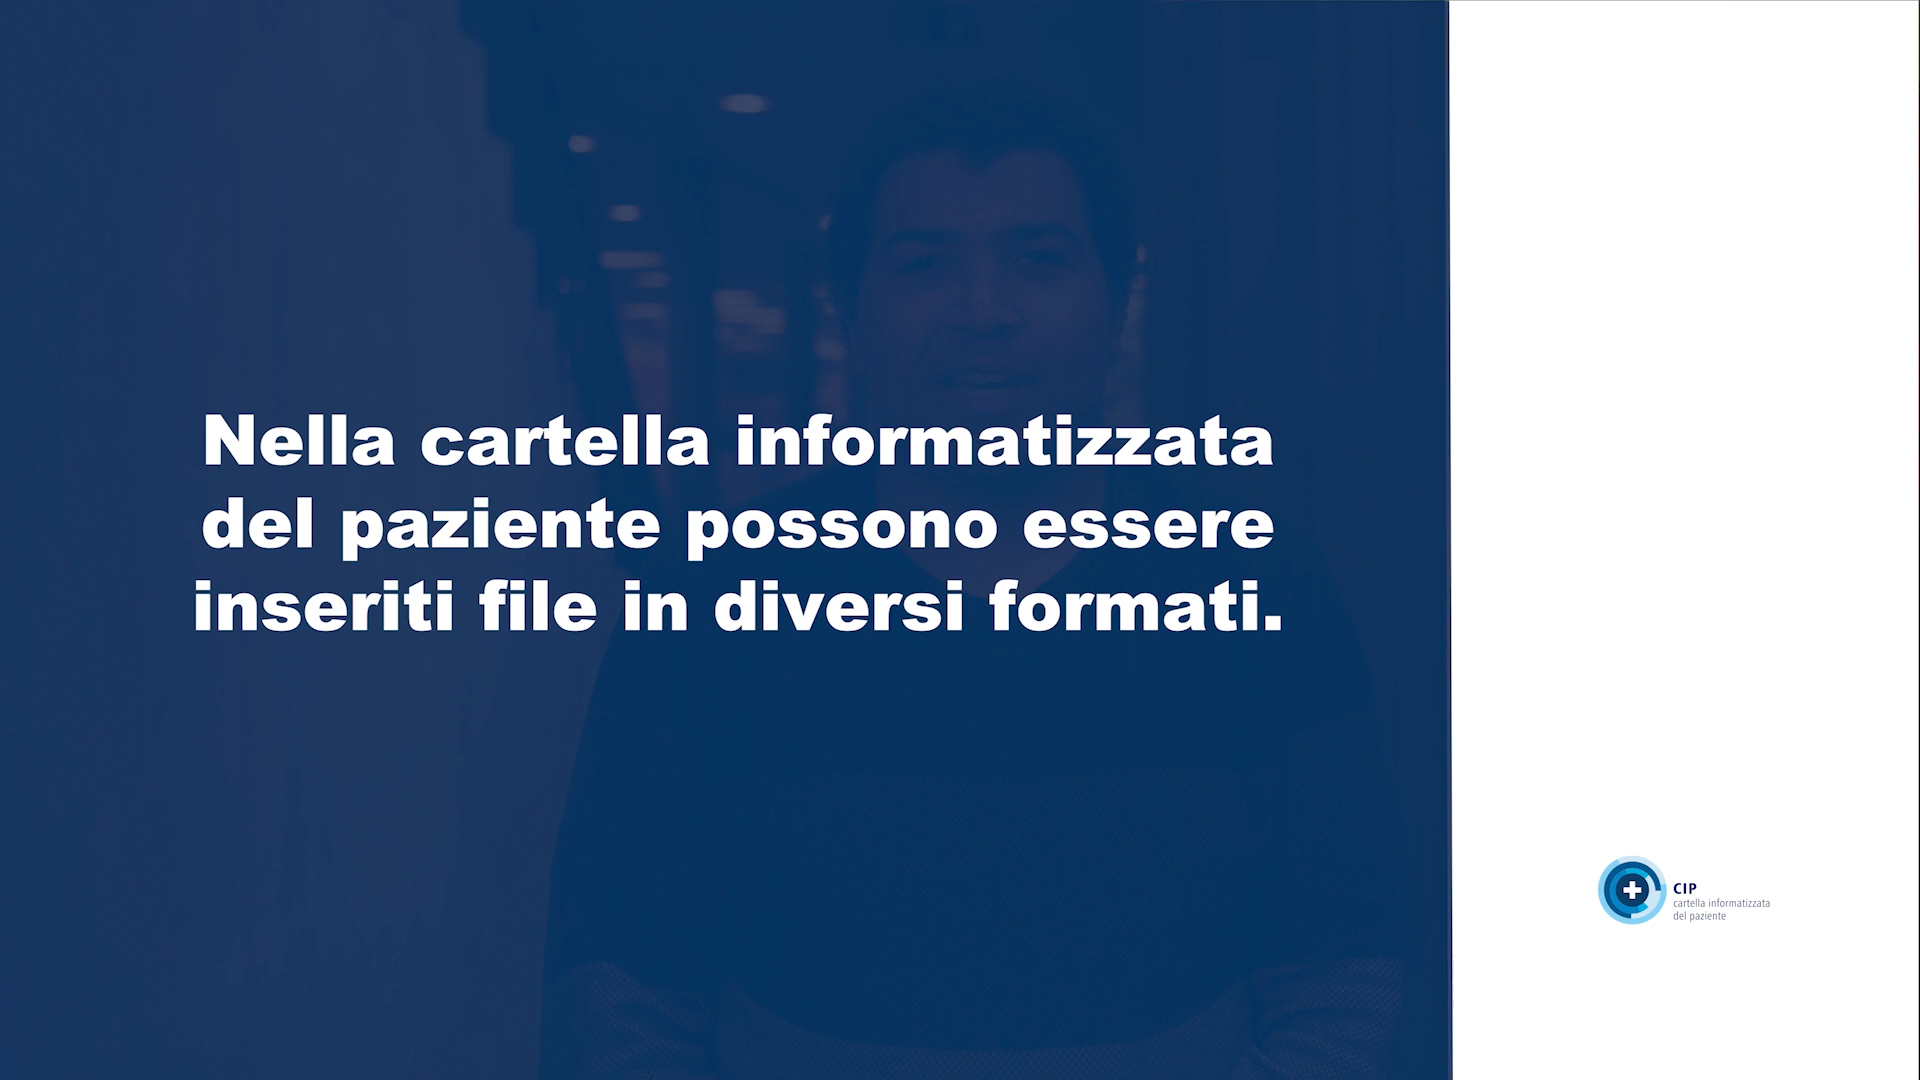 Nella cartella informatizzata
del paziente possono essere
inseriti file in diversi formati.
CIP
cartella informatizzata
del paziente